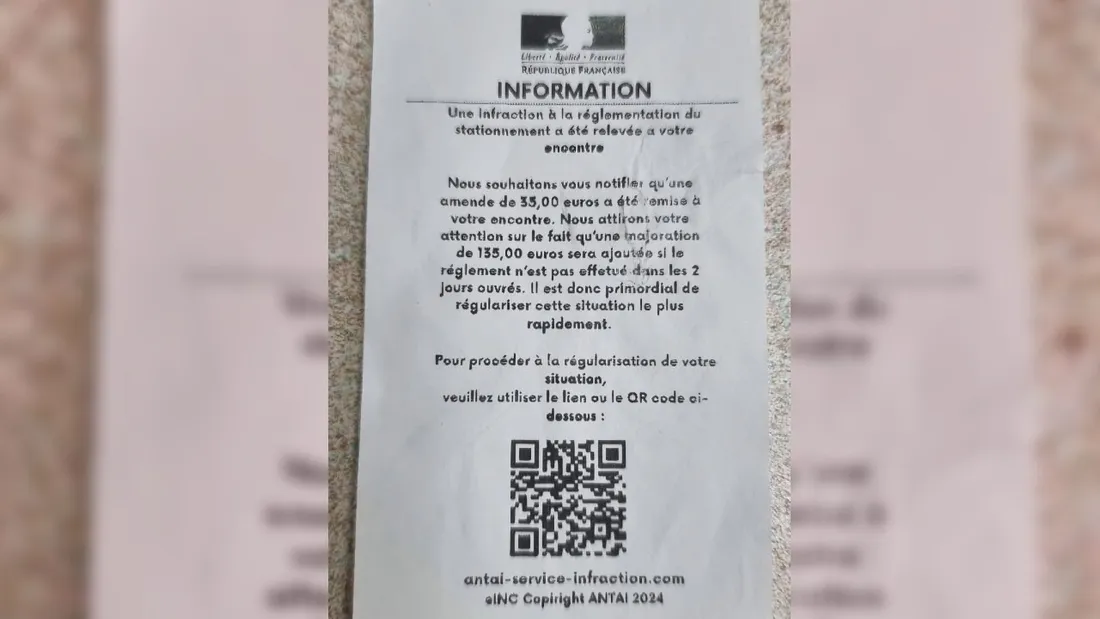 Liberté • Égalité • Fraternité
RÉPUBLIQUE FRANÇAISE
INFORMATION
Une infraction à la réglementation du
stationnement a été relevée a votre
encontre
Nous souhaitons vous notifier qu'une
amende de 35,00 euros a été remise à
votre encontre. Nous attirons votre
attention sur le fait qu'une majoration
de 135,00 euros sera ajoutée si le
réglement n'est pas effetué dans les 2
jours ouvrés. Il est donc primordial de
régulariser cette situation le plus
rapidement.
Pour procéder à la régularisation de votre
situation,
veuillez utiliser le lien ou le QR code ci-
dessous :
antai-service-infraction.com
eINC Copiright ANTAI 2024